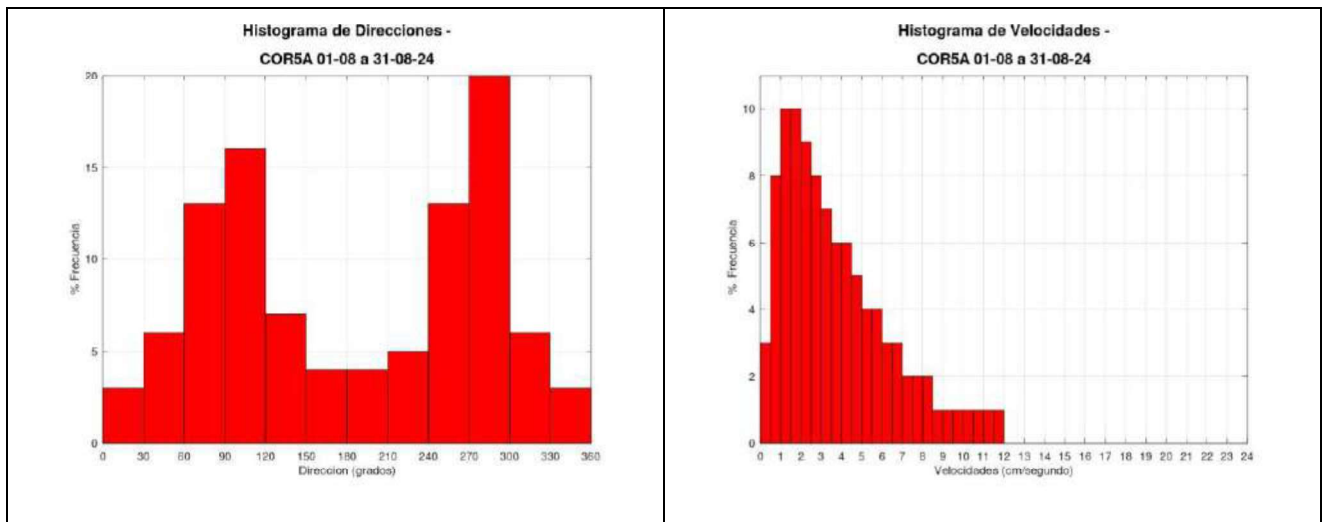 Histograma de Direcciones -
COR5A 01-08 a 31-08-24
20
15
10
5
0
% Frecuencia
0 30 60 90 120 150 180 210 240 270 300 330 360
Direccion (grados)
Histograma de Velocidades -
COR5A 01-08 a 31-08-24
10
8
6
4
2
0
% Frecuencia
0 1 2 3 4 5 6 7 8 9 10 11 12 13 14 15 16 17 18 19 20 21 22 23 24
Velocidades (cm/segundo)